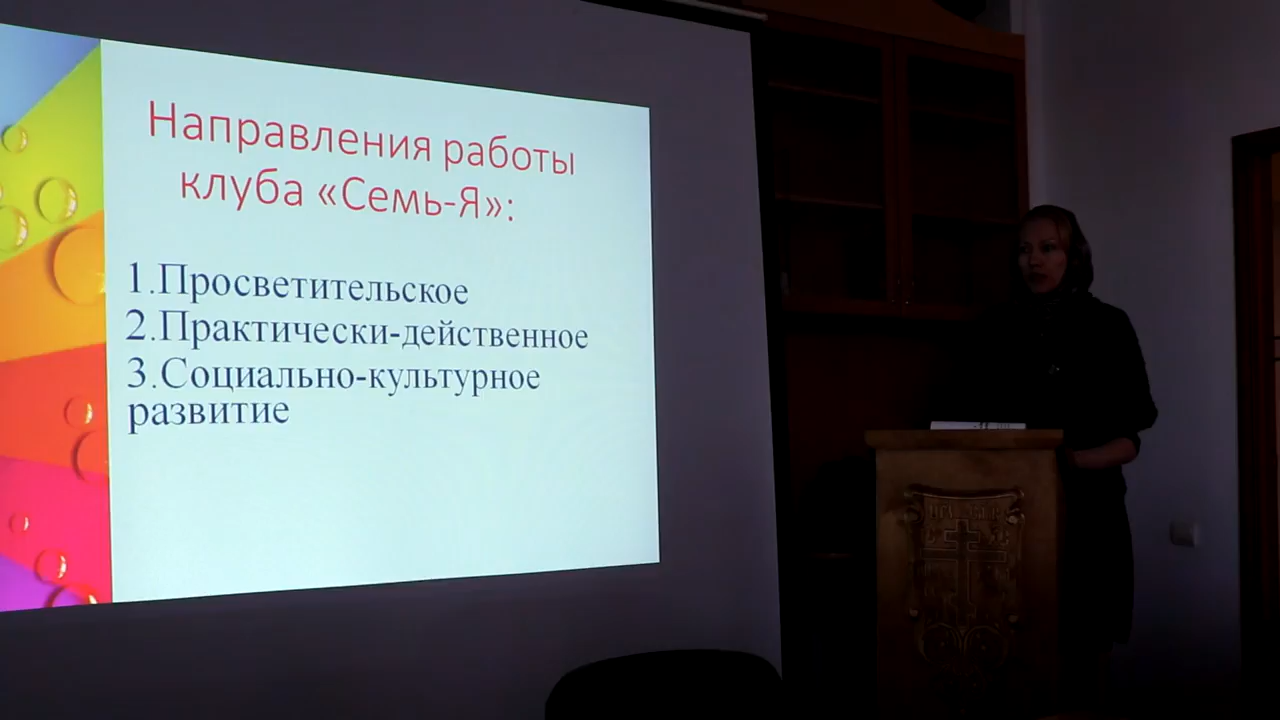 Направления работы
клуба «Семь-Я»:
1.Просветительское
2.Практически-действенное
3.Социально-культурное
развитие